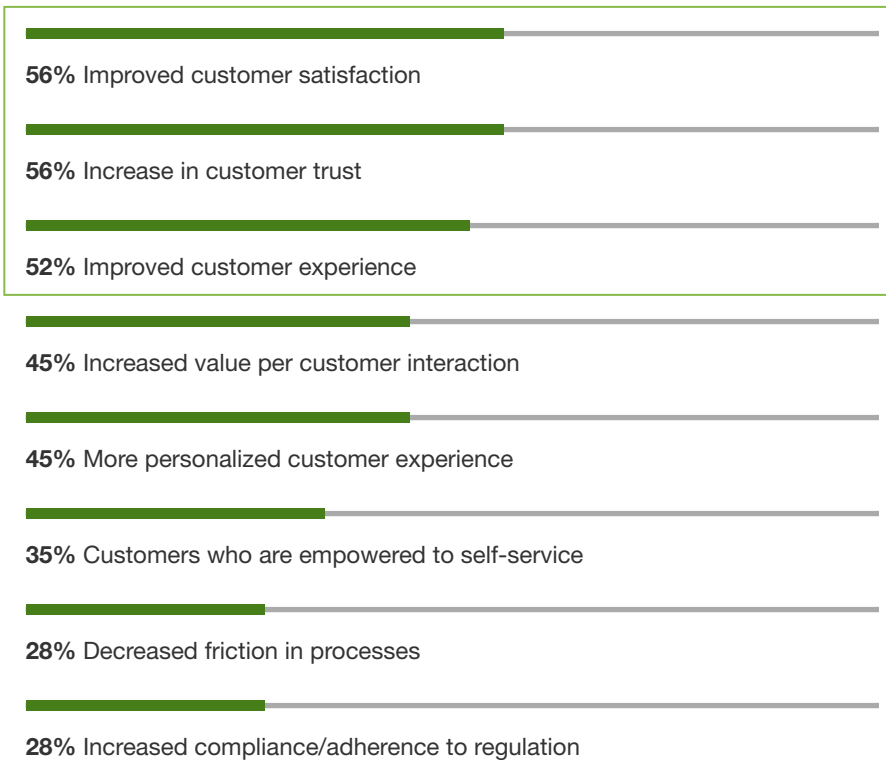 56% Improved customer satisfaction
56% Increase in customer trust
52% Improved customer experience
45% Increased value per customer interaction
45% More personalized customer experience
35% Customers who are empowered to self-service
28% Decreased friction in processes
28% Increased compliance/adherence to regulation